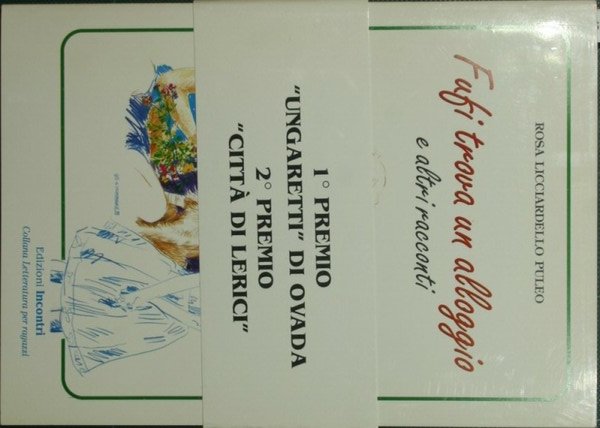 ROSA LICCIARDELLO PULEO
Fufi trova un alloggio
e altri racconti
1° PREMIO
"UNGARETTI" DI OVADA
2° PREMIO
"CITTÀ DI LERICI"
Edizioni Incontri
Collana Letteratura per ragazzi